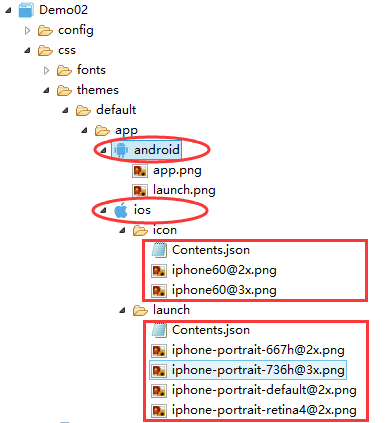 Demo02
config
css
fonts
themes
default
app
android
app.png
launch.png
ios
icon
Contents.json
iphone60@2x.png
iphone60@3x.png
launch
Contents.json
iphone-portrait-667h@2x.png
iphone-portrait-736h@3x.png
iphone-portrait-default@2x.png
iphone-portrait-retina4@2x.png